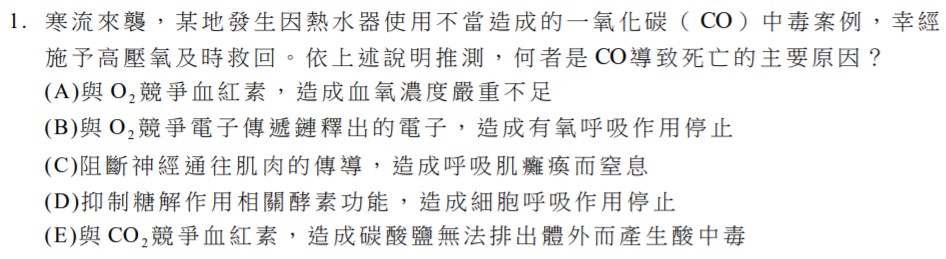 1. 寒流來襲，某地發生因熱水器使用不當造成的一氧化碳（CO）中毒案例，幸經
施予高壓氧及時救回。依上述說明推測，何者是 CO導致死亡的主要原因？
(A)與 O₂競爭血紅素，造成血氧濃度嚴重不足
(B)與 O₂競爭電子傳遞鏈釋出的電子，造成有氧呼吸作用停止
(C)阻斷神經通往肌肉的傳導，造成呼吸肌癱瘓而窒息
(D)抑制糖解作用相關酵素功能，造成細胞呼吸作用停止
(E)與 CO₂競爭血紅素，造成碳酸鹽無法排出體外而產生酸中毒